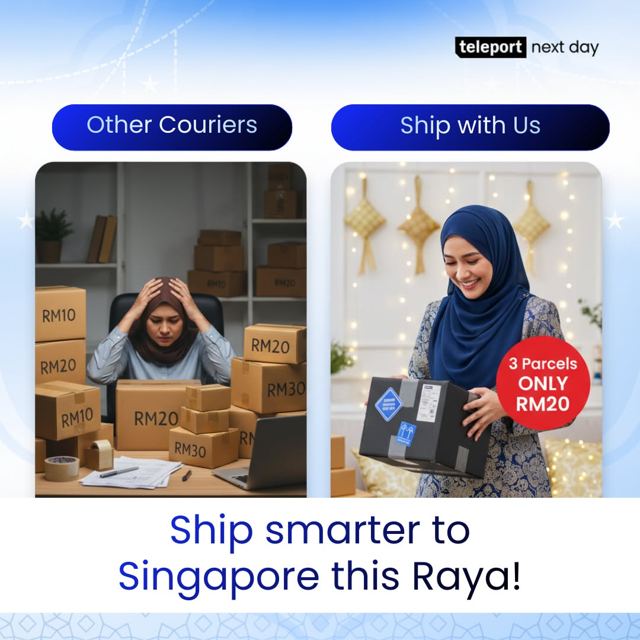 teleport next day
Other Couriers
Ship with Us
RM10
RM20
RM10
RM20
RM30
RM20
RM30
3 Parcels
ONLY
RM20
Ship smarter to
Singapore this Raya!